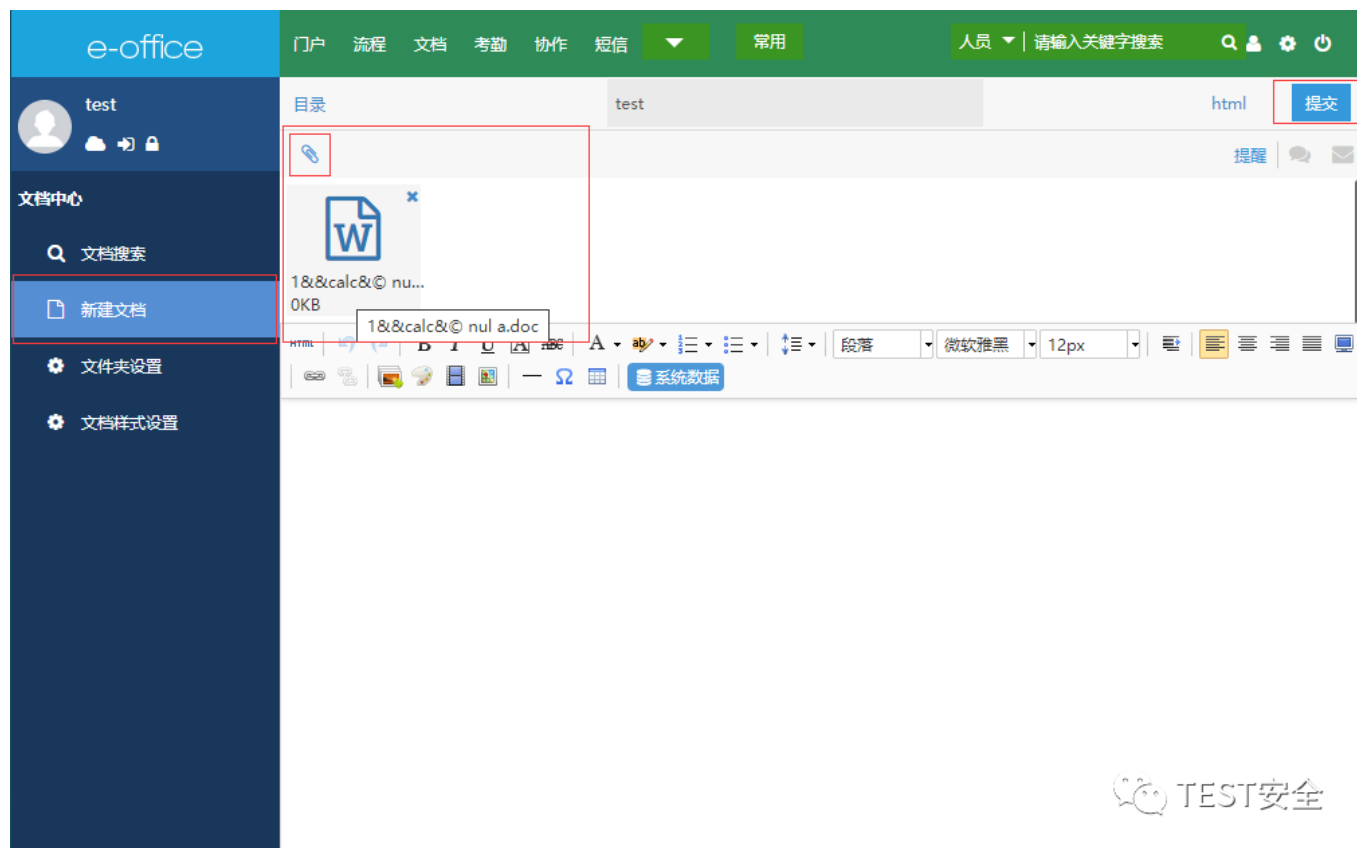 e-office
门户 流程 文档 考勤 协作 短信 常用 人员 请输入关键字搜索
test
目录 test html 提交
提醒
文档中心
文档搜索
新建文档
文件夹设置
文档样式设置
W
1&&calc&© nu...
0KB
1&&calc&© nul a.doc
HTML B I U A ABC A ab 段落 微软雅黑 12px
Ω 系统数据
TEST安全